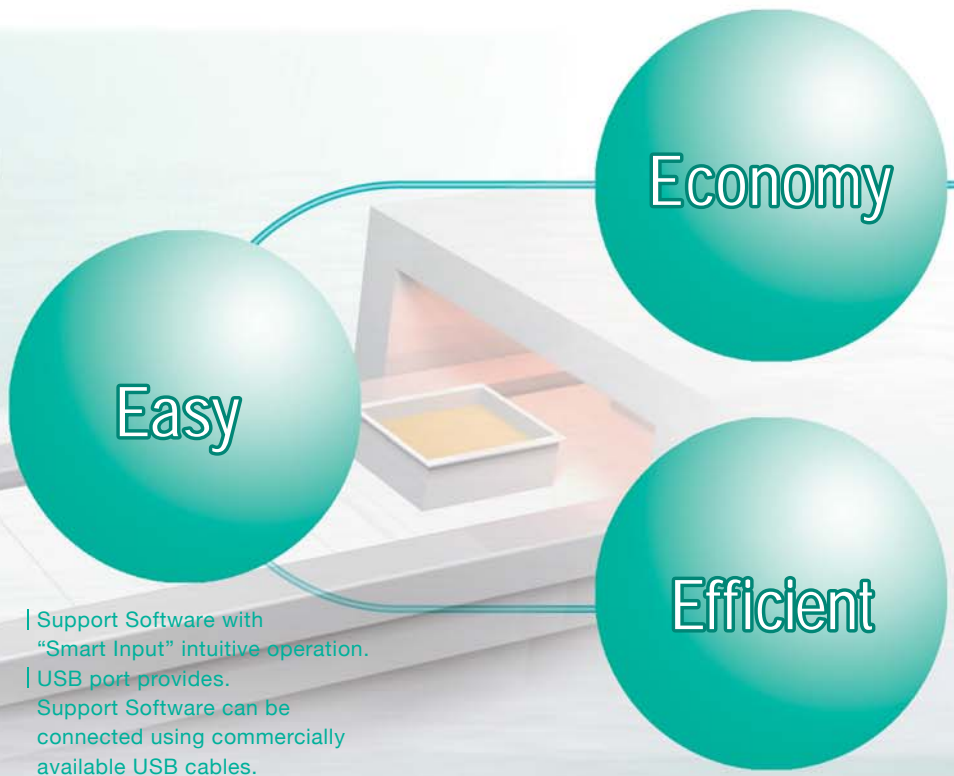 Economy
Easy
Efficient
Support Software with
“Smart Input” intuitive operation.
USB port provides.
Support Software can be
connected using commercially
available USB cables.